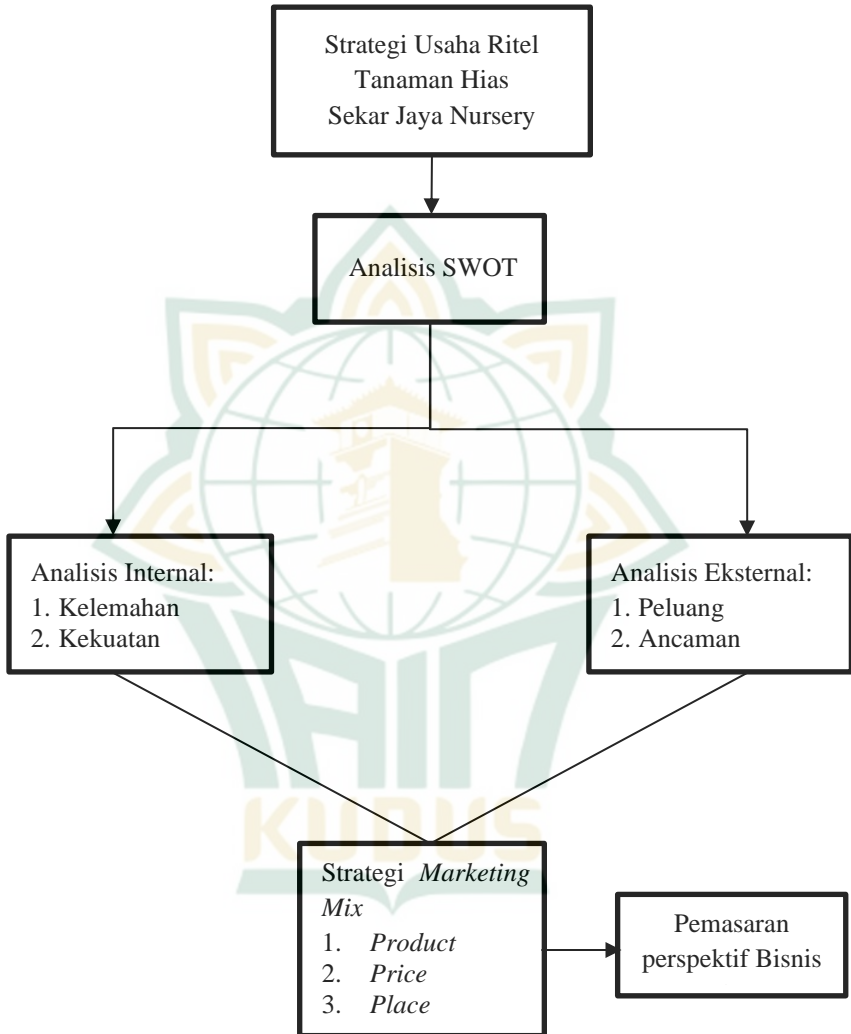 Strategi Usaha Ritel
Tanaman Hias
Sekar Jaya Nursery
Analisis SWOT
Analisis Internal:
1. Kelemahan
2. Kekuatan
Analisis Eksternal:
1. Peluang
2. Ancaman
IAIN
KUDUS
Strategi Marketing
Mix
1. Product
2. Price
3. Place
Pemasaran
perspektif Bisnis